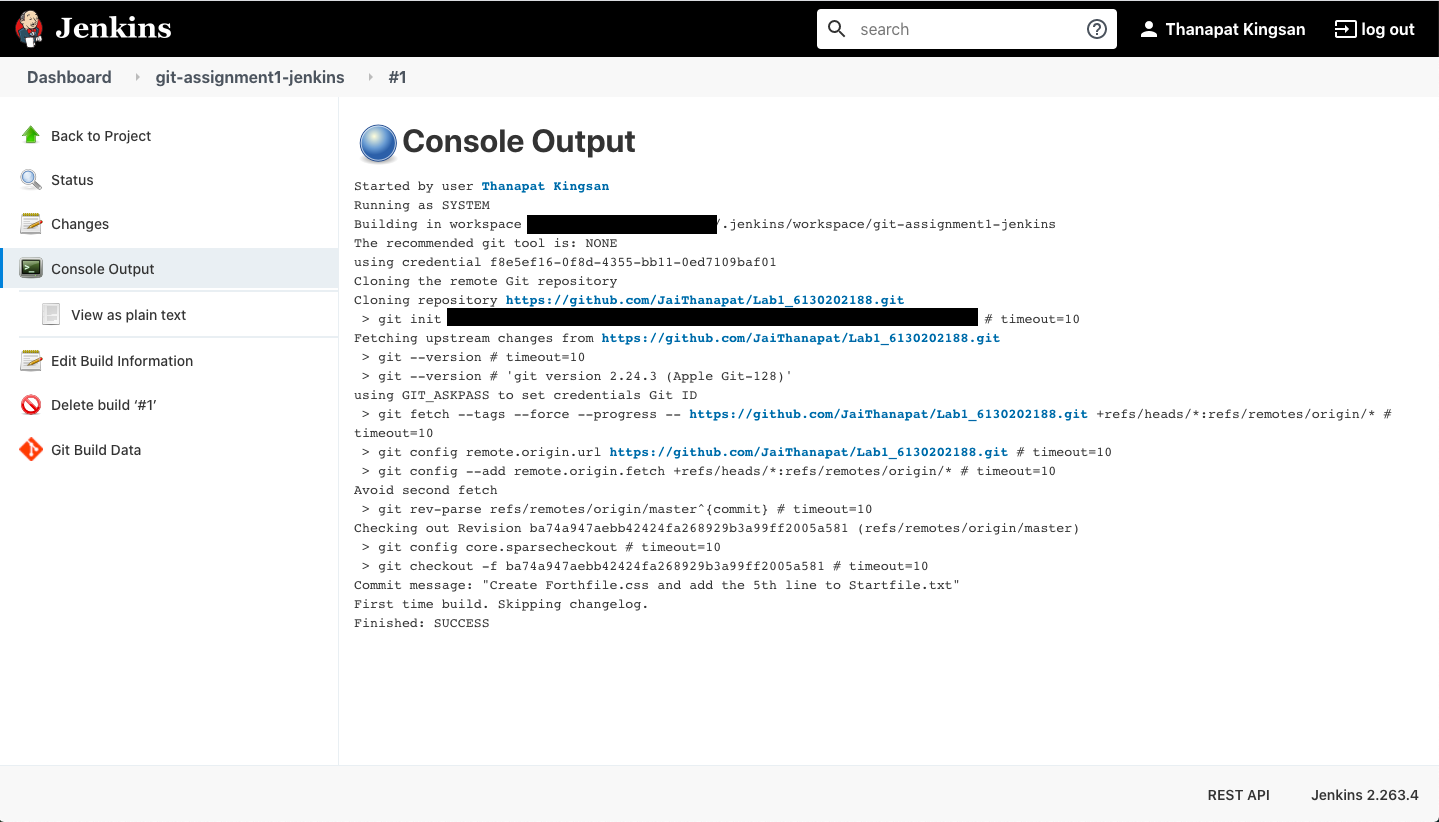 Jenkins
search
Thanapat Kingsan
log out
Dashboard
git-assignment1-jenkins
#1
Back to Project
Status
Changes
Console Output
View as plain text
Edit Build Information
Delete build ‘#1’
Git Build Data
Console Output
Started by user Thanapat Kingsan
Running as SYSTEM
Building in workspace /.jenkins/workspace/git-assignment1-jenkins
The recommended git tool is: NONE
using credential f8e5ef16-0f8d-4355-bb11-0ed7109baf01
Cloning the remote Git repository
Cloning repository https://github.com/JaiThanapat/Lab1_6130202188.git
> git init # timeout=10
Fetching upstream changes from https://github.com/JaiThanapat/Lab1_6130202188.git
> git --version # timeout=10
> git --version # 'git version 2.24.3 (Apple Git-128)'
using GIT_ASKPASS to set credentials Git ID
> git fetch --tags --force --progress -- https://github.com/JaiThanapat/Lab1_6130202188.git +refs/heads/*:refs/remotes/origin/* #
timeout=10
> git config remote.origin.url https://github.com/JaiThanapat/Lab1_6130202188.git # timeout=10
> git config --add remote.origin.fetch +refs/heads/*:refs/remotes/origin/* # timeout=10
Avoid second fetch
> git rev-parse refs/remotes/origin/master^{commit} # timeout=10
Checking out Revision ba74a947aebb42424fa268929b3a99ff2005a581 (refs/remotes/origin/master)
> git config core.sparsecheckout # timeout=10
> git checkout -f ba74a947aebb42424fa268929b3a99ff2005a581 # timeout=10
Commit message: "Create Forthfile.css and add the 5th line to Startfile.txt"
First time build. Skipping changelog.
Finished: SUCCESS
REST API
Jenkins 2.263.4